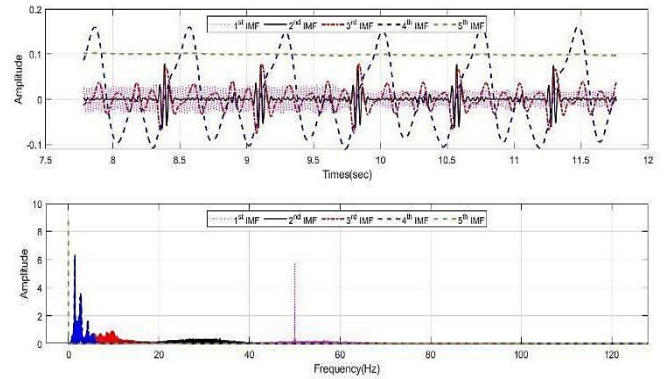 0.2
1st IMF 2nd IMF 3rd IMF 4th IMF 5th IMF
0.1
0
-0.1
Amplitude
7.5 8 8.5 9 9.5 10 10.5 11 11.5 12
Times(sec)
10
1st IMF 2nd IMF 3rd IMF 4th IMF 5th IMF
8
6
4
2
0
Amplitude
0 20 40 60 80 100 120
Frequency(Hz)